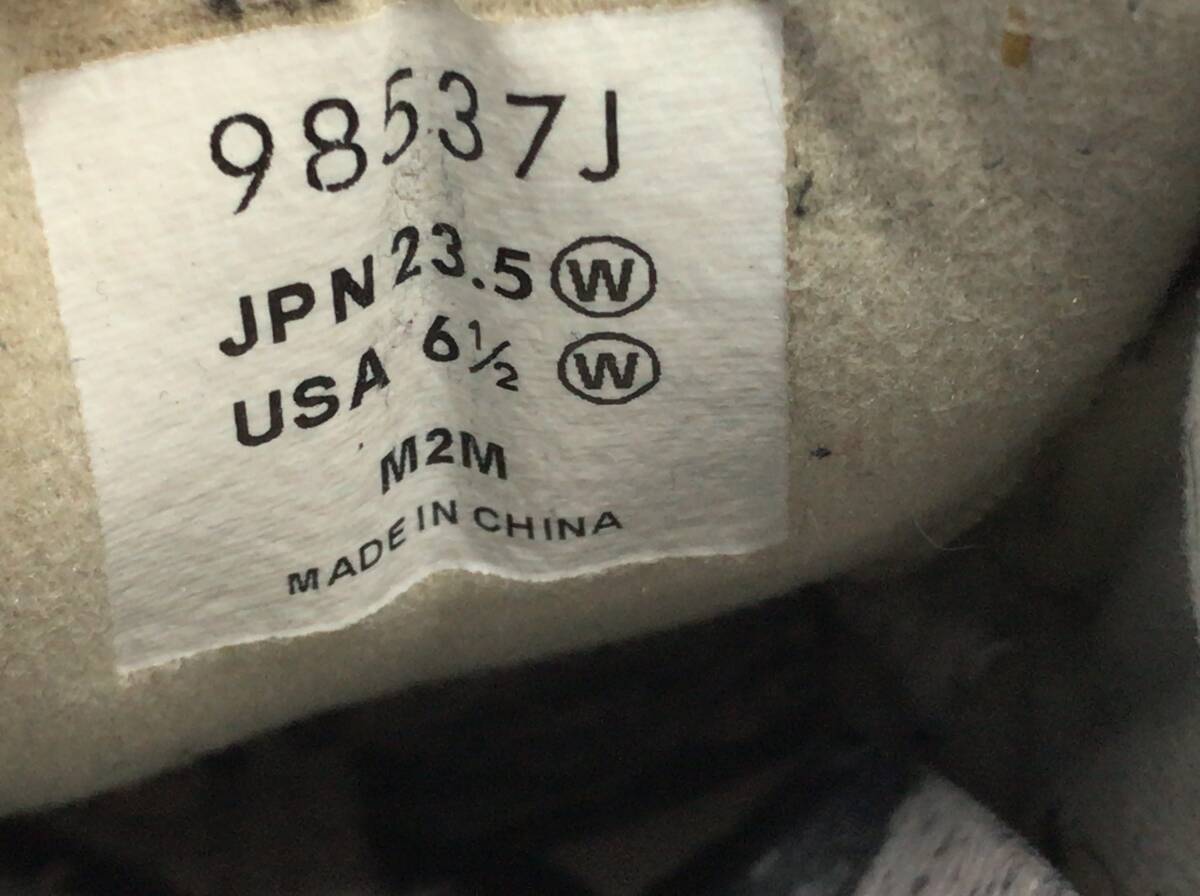 98537J
JPN 23.5 Ⓦ
USA 6½ Ⓦ
M2M
MADE IN CHINA